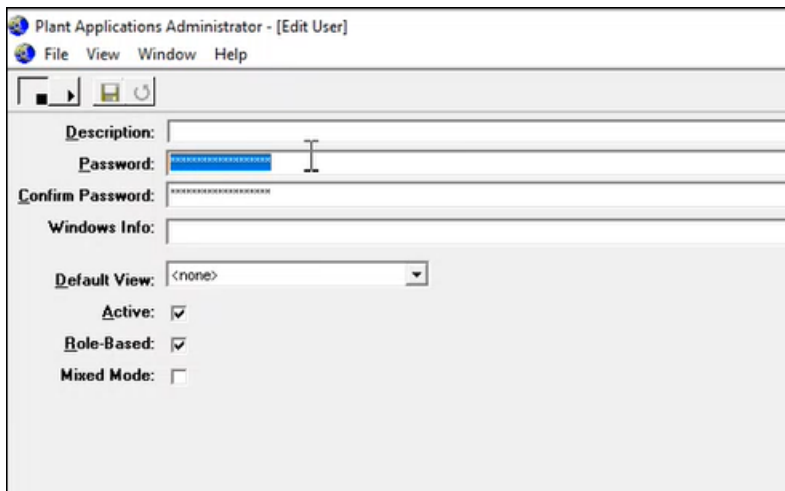 Plant Applications Administrator - [Edit User]
File View Window Help
Description:
Password: *******************
Confirm Password: *******************
Windows Info:
Default View: <none>
Active:
Role-Based:
Mixed Mode: